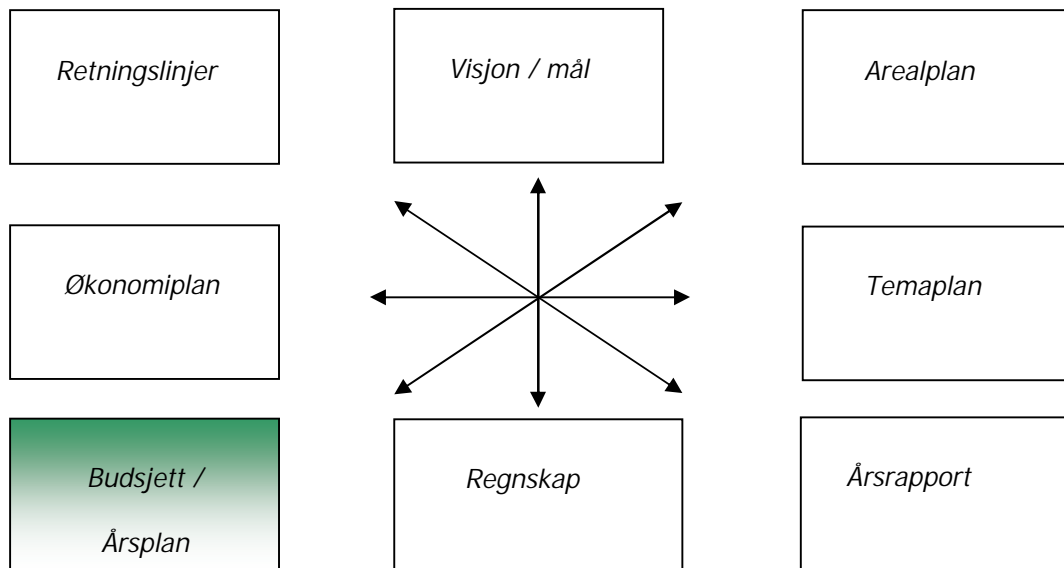 Retningslinjer
Visjon / mål
Arealplan
Økonomiplan
Temaplan
Budsjett /
Årsplan
Regnskap
Årsrapport